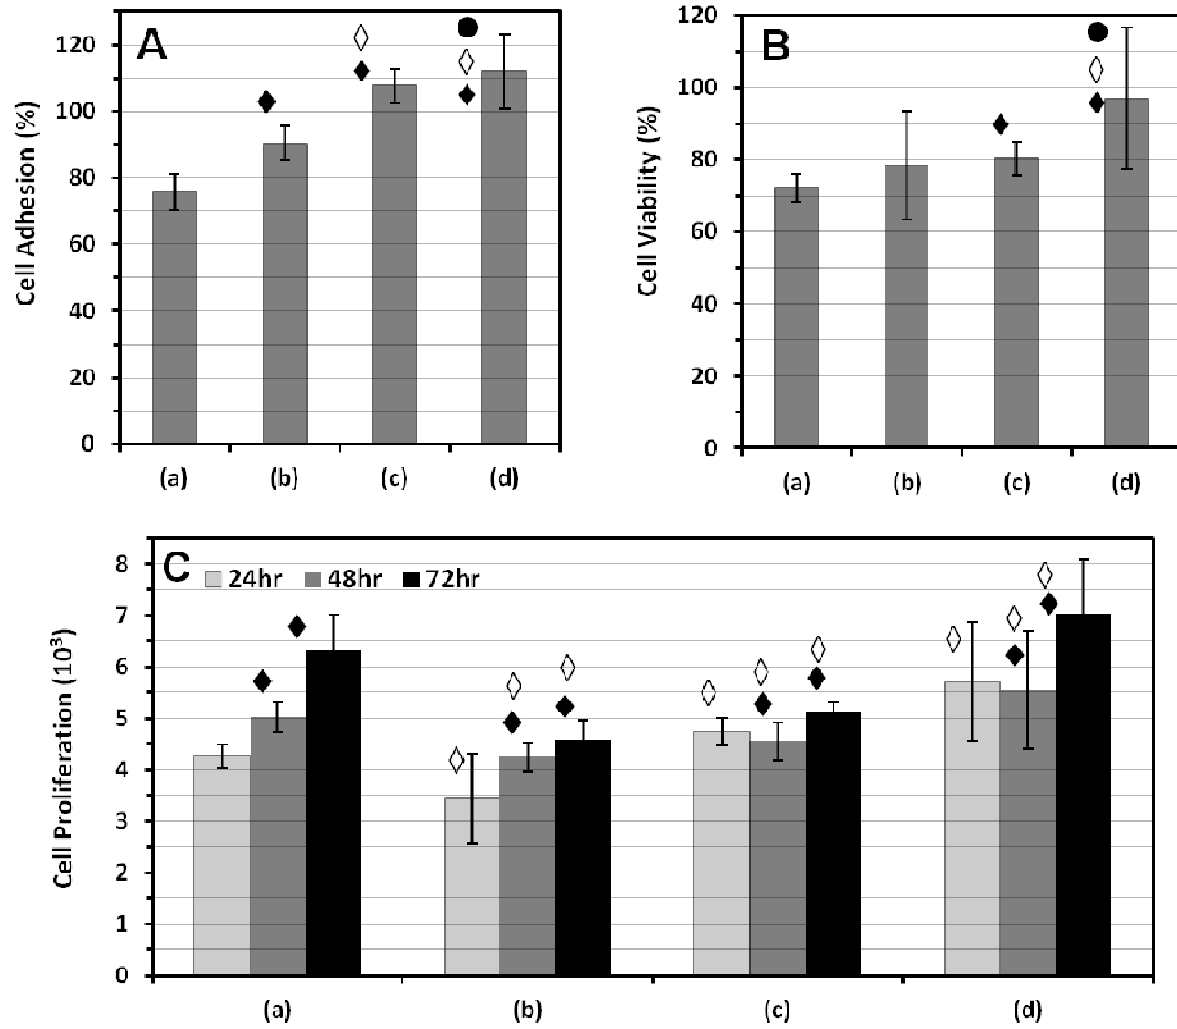 A
Cell Adhesion (%)
120
100
80
60
40
20
0
(a) (b) (c) (d)
B
Cell Viability (%)
120
100
80
60
40
20
0
(a) (b) (c) (d)
C
24hr 48hr 72hr
Cell Proliferation (10³)
8
7
6
5
4
3
2
1
0
(a) (b) (c) (d)